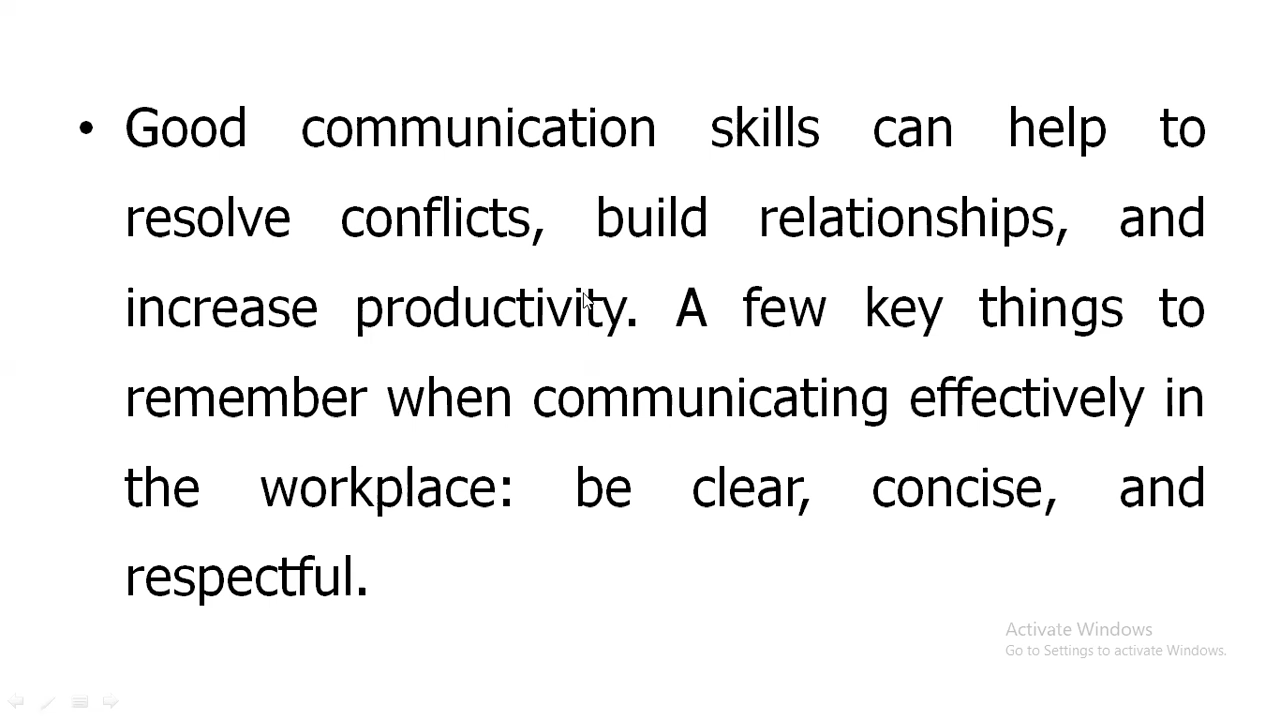 • Good communication skills can help to
resolve conflicts, build relationships, and
increase productivity. A few key things to
remember when communicating effectively in
the workplace: be clear, concise, and
respectful.
Activate Windows
Go to Settings to activate Windows.